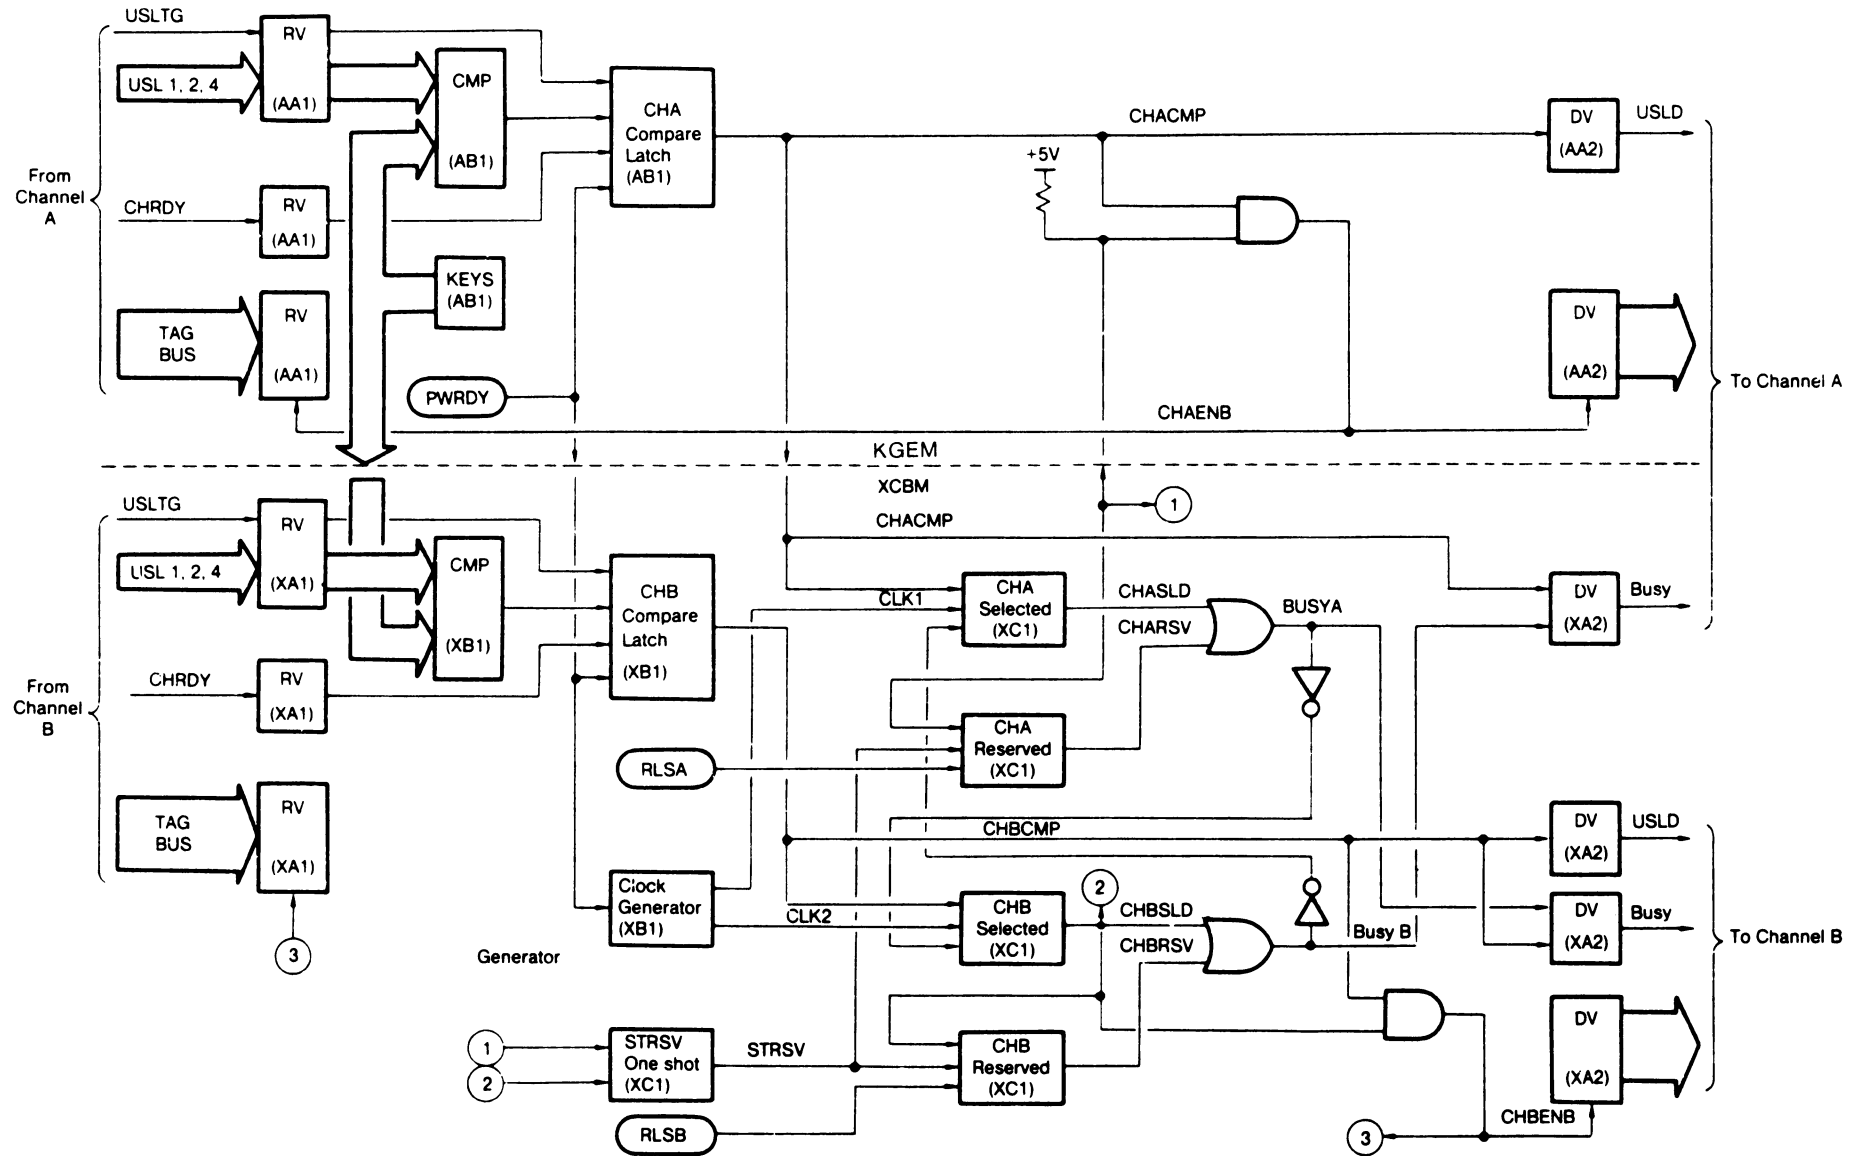 USLTG
RV
USL 1, 2, 4
(AA1)
CMP
(AB1)
CHA
Compare
Latch
(AB1)
CHACMP
DV
(AA2)
USLD
+5V
From
Channel
A
CHRDY
RV
(AA1)
KEYS
(AB1)
TAG
BUS
RV
(AA1)
DV
(AA2)
To Channel A
PWRDY
CHAENB
KGEM
XCBM
USLTG
RV
USL 1, 2, 4
(XA1)
CMP
(XB1)
CHB
Compare
Latch
(XB1)
CHACMP
1
CLK1
CHA
Selected
(XC1)
CHASLD
CHARSV
BUSYA
DV
(XA2)
Busy
From
Channel
B
CHRDY
RV
(XA1)
CHA
Reserved
(XC1)
RLSA
TAG
BUS
RV
(XA1)
3
CHBCMP
DV
(XA2)
USLD
Clock
Generator
(XB1)
CLK2
CHB
Selected
(XC1)
2
CHBSLD
CHBRSV
Busy B
DV
(XA2)
Busy
To Channel B
Generator
1
2
STRSV
One shot
(XC1)
STRSV
CHB
Reserved
(XC1)
DV
(XA2)
RLSB
CHBENB
3